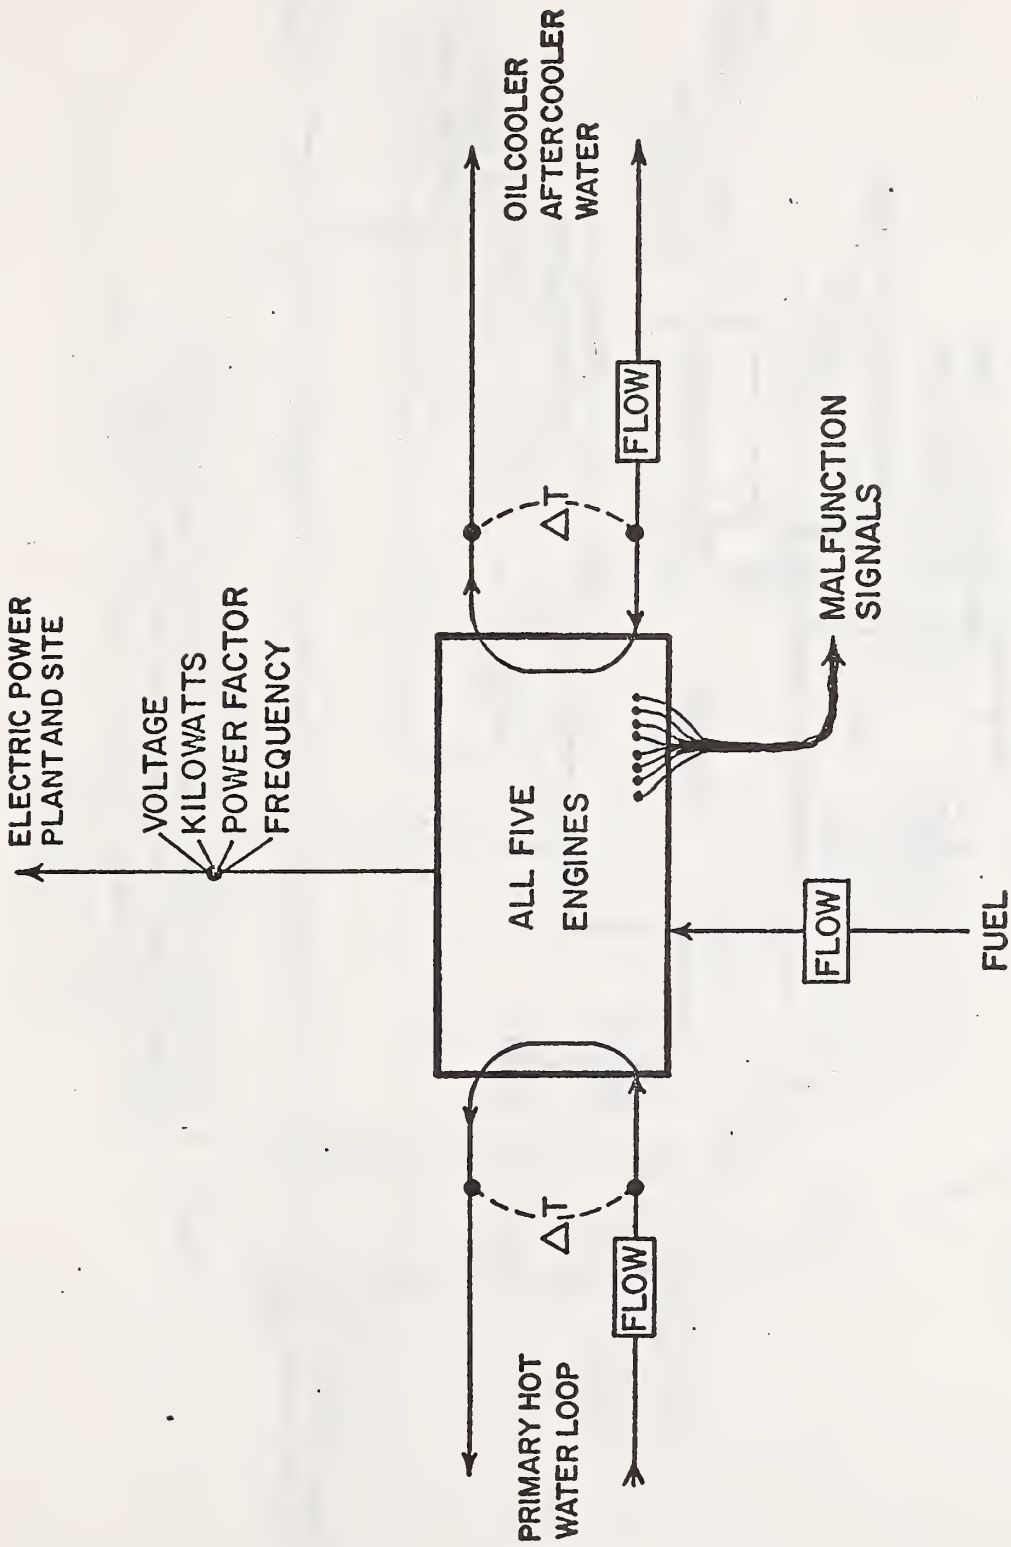 ELECTRIC POWER
PLANT AND SITE
VOLTAGE
KILOWATTS
POWER FACTOR
FREQUENCY
PRIMARY HOT
WATER LOOP
FLOW
ΔT
ALL FIVE
ENGINES
ΔT
FLOW
OIL COOLER
AFTER COOLER
WATER
FLOW
FUEL
MALFUNCTION
SIGNALS